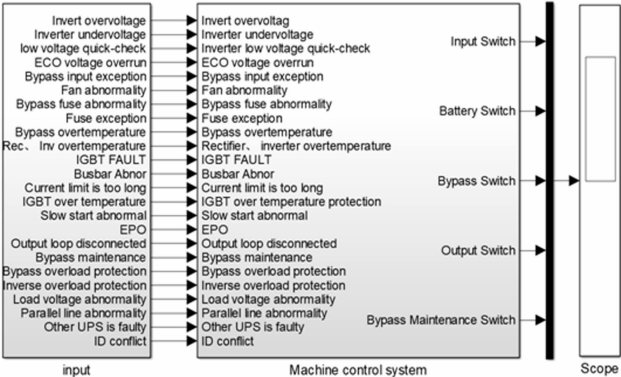 Invert overvoltage
Inverter undervoltage
low voltage quick-check
ECO voltage overrun
Bypass input exception
Fan abnormality
Bypass fuse abnormality
Fuse exception
Bypass overtemperature
Rec、 Inv overtemperature
IGBT FAULT
Busbar Abnor
Current limit is too long
IGBT over temperature
Slow start abnormal
EPO
Output loop disconnected
Bypass maintenance
Bypass overload protection
Inverse overload protection
Load voltage abnormality
Parallel line abnormality
Other UPS is faulty
ID conflict
input
Invert overvoltag
Inverter undervoltage
Inverter low voltage quick-check
ECO voltage overrun
Bypass input exception
Fan abnormality
Bypass fuse abnormality
Fuse exception
Bypass overtemperature
Rectifier、 inverter overtemperature
IGBT FAULT
Busbar Abnor
Current limit is too long
IGBT over temperature protection
Slow start abnormal
EPO
Output loop disconnected
Bypass maintenance
Bypass overload protection
Inverse overload protection
Load voltage abnormality
Parallel line abnormality
Other UPS is faulty
ID conflict
Input Switch
Battery Switch
Bypass Switch
Output Switch
Bypass Maintenance Switch
Machine control system
Scope